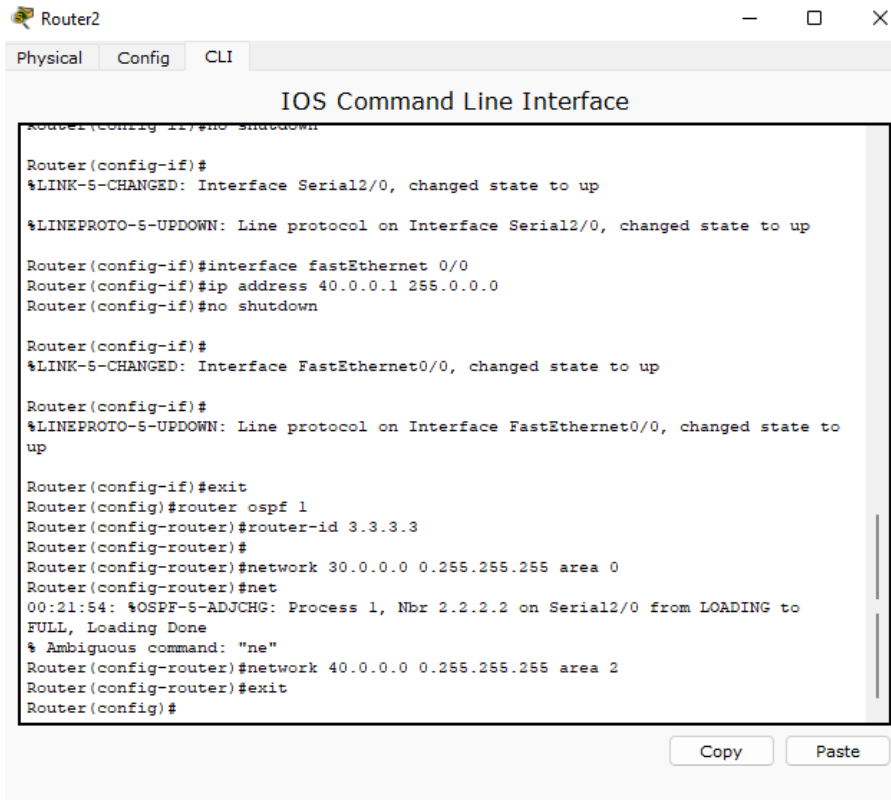 Router2
Physical Config CLI
IOS Command Line Interface
Router(config-if)#no shutdown
Router(config-if)#
%LINK-5-CHANGED: Interface Serial2/0, changed state to up
%LINEPROTO-5-UPDOWN: Line protocol on Interface Serial2/0, changed state to up
Router(config-if)#interface fastEthernet 0/0
Router(config-if)#ip address 40.0.0.1 255.0.0.0
Router(config-if)#no shutdown
Router(config-if)#
%LINK-5-CHANGED: Interface FastEthernet0/0, changed state to up
Router(config-if)#
%LINEPROTO-5-UPDOWN: Line protocol on Interface FastEthernet0/0, changed state to
up
Router(config-if)#exit
Router(config)#router ospf 1
Router(config-router)#router-id 3.3.3.3
Router(config-router)#
Router(config-router)#network 30.0.0.0 0.255.255.255 area 0
Router(config-router)#net
00:21:54: %OSPF-5-ADJCHG: Process 1, Nbr 2.2.2.2 on Serial2/0 from LOADING to
FULL, Loading Done
% Ambiguous command: "ne"
Router(config-router)#network 40.0.0.0 0.255.255.255 area 2
Router(config-router)#exit
Router(config)#
Copy Paste